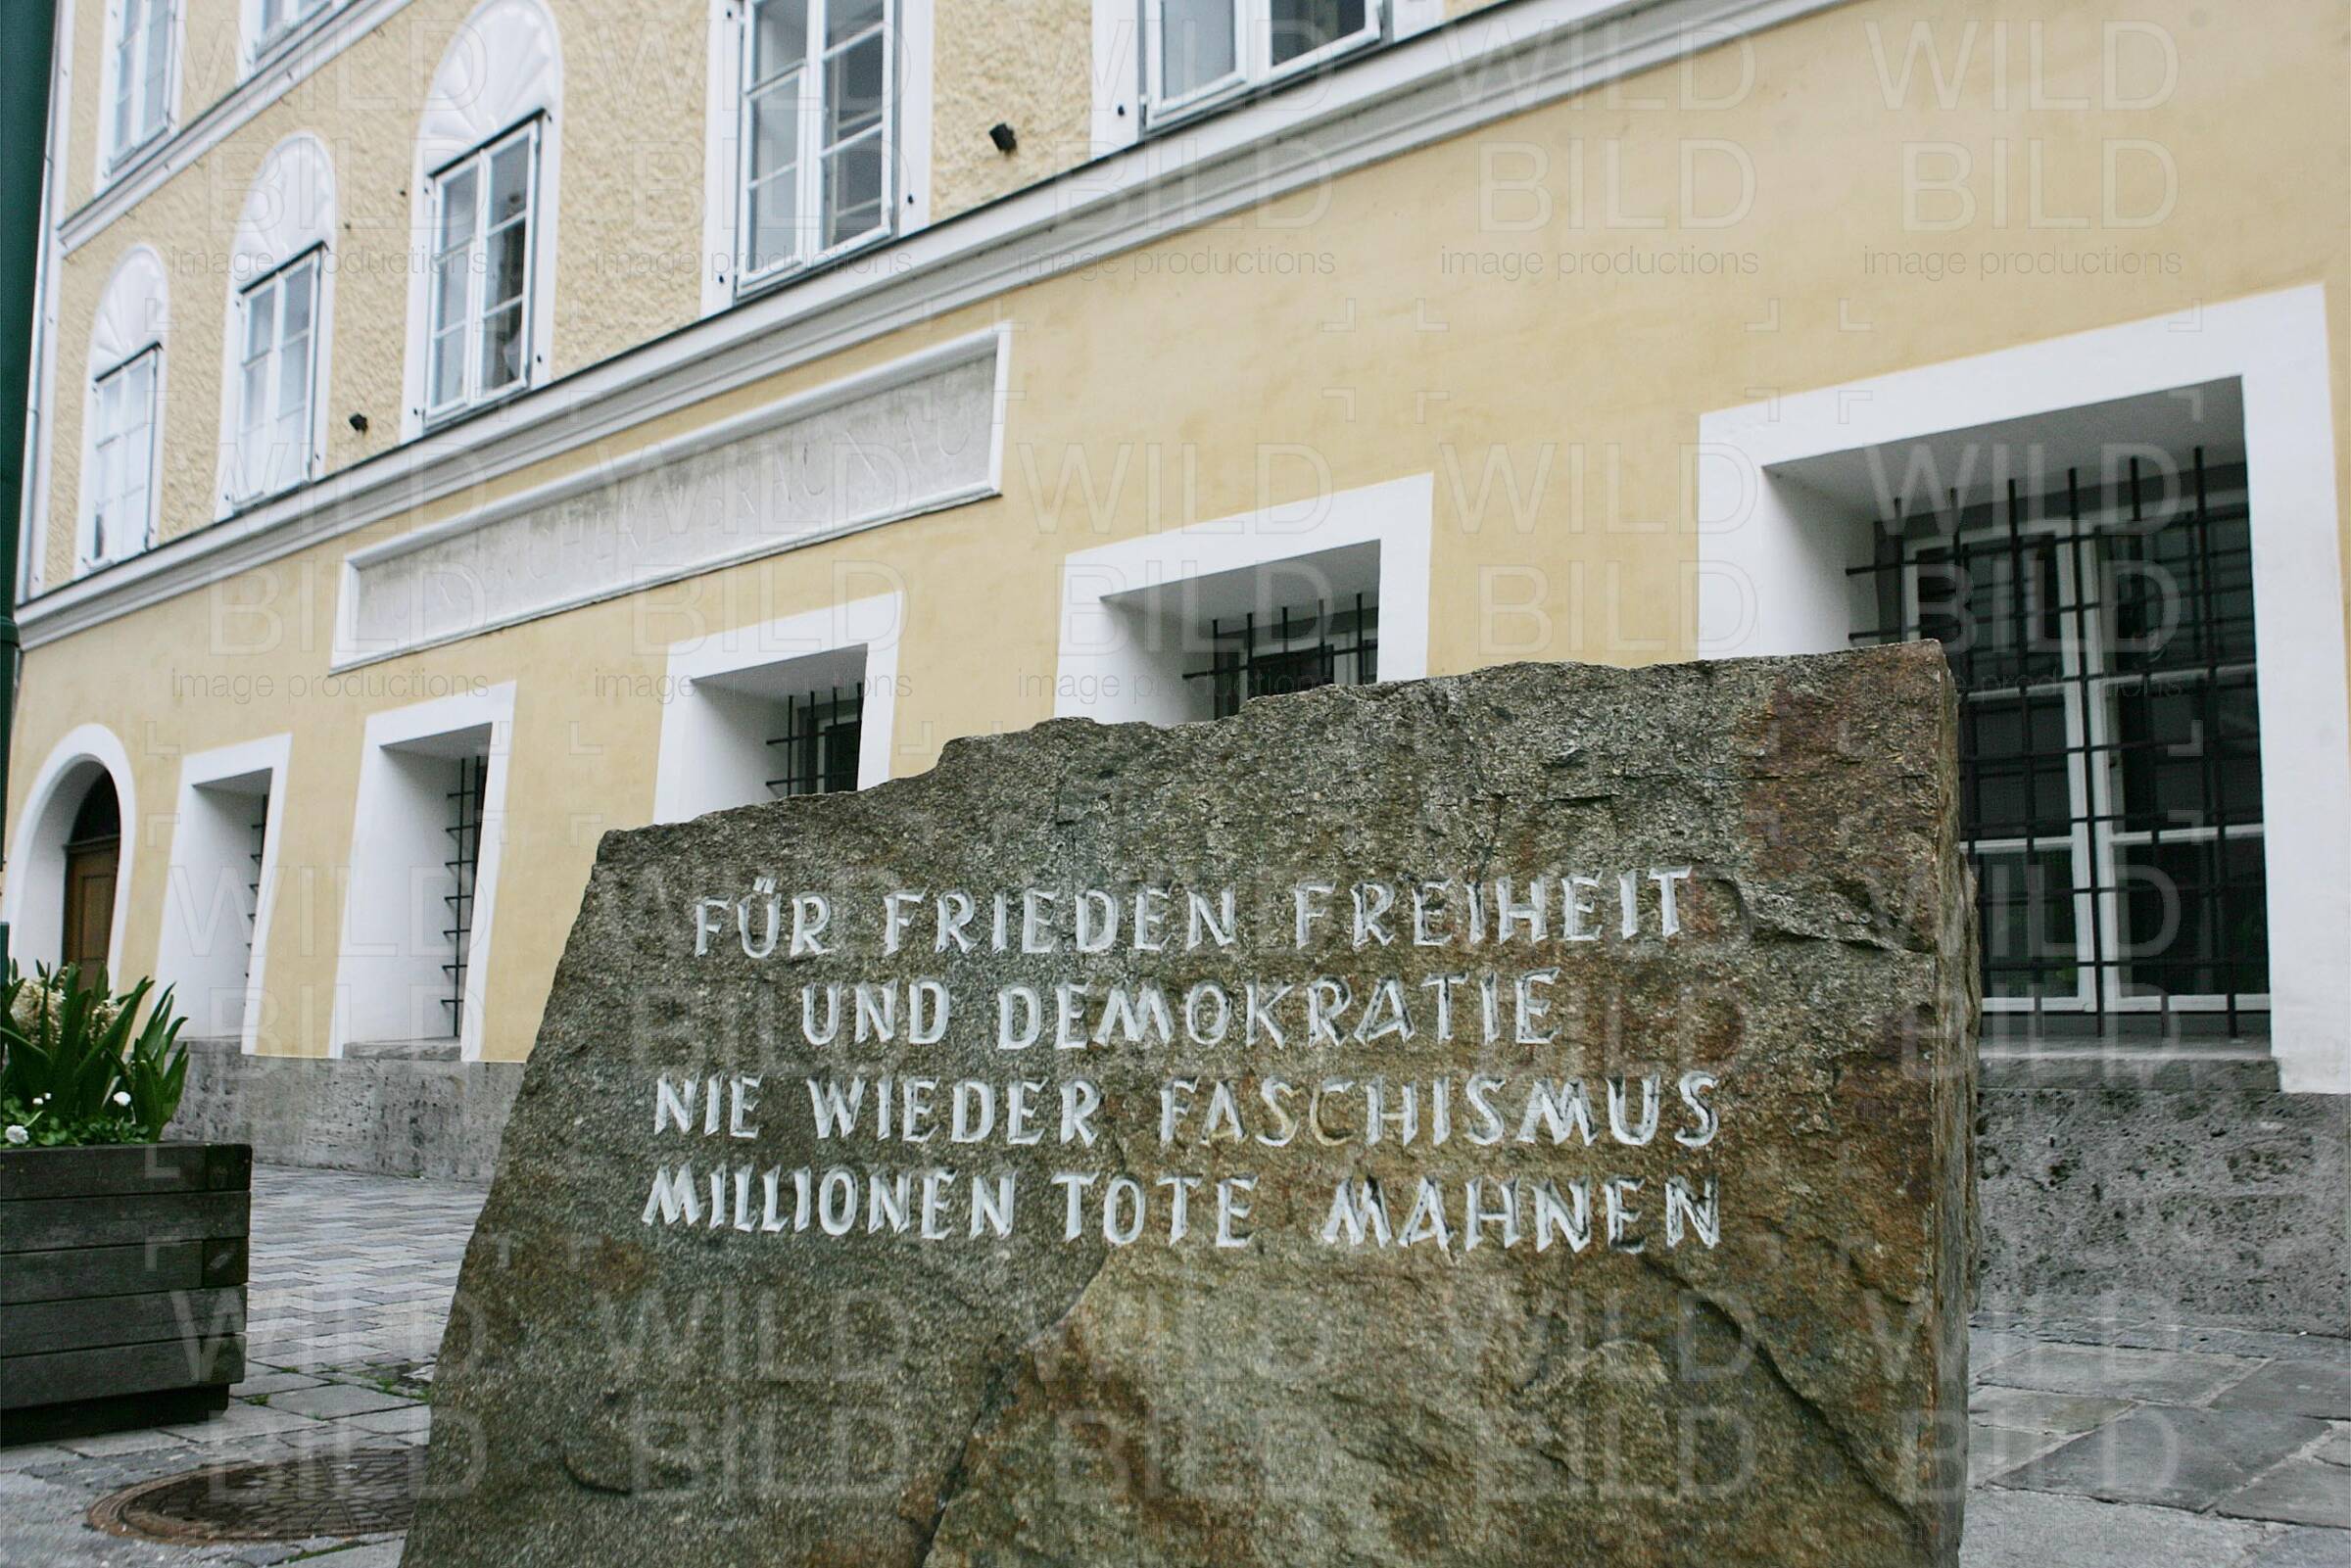 FÜR FRIEDEN FREIHEIT
UND DEMOKRATIE
NIE WIEDER FASCHISMUS
MILLIONEN TOTE MAHNEN
WILD
BILD
image productions